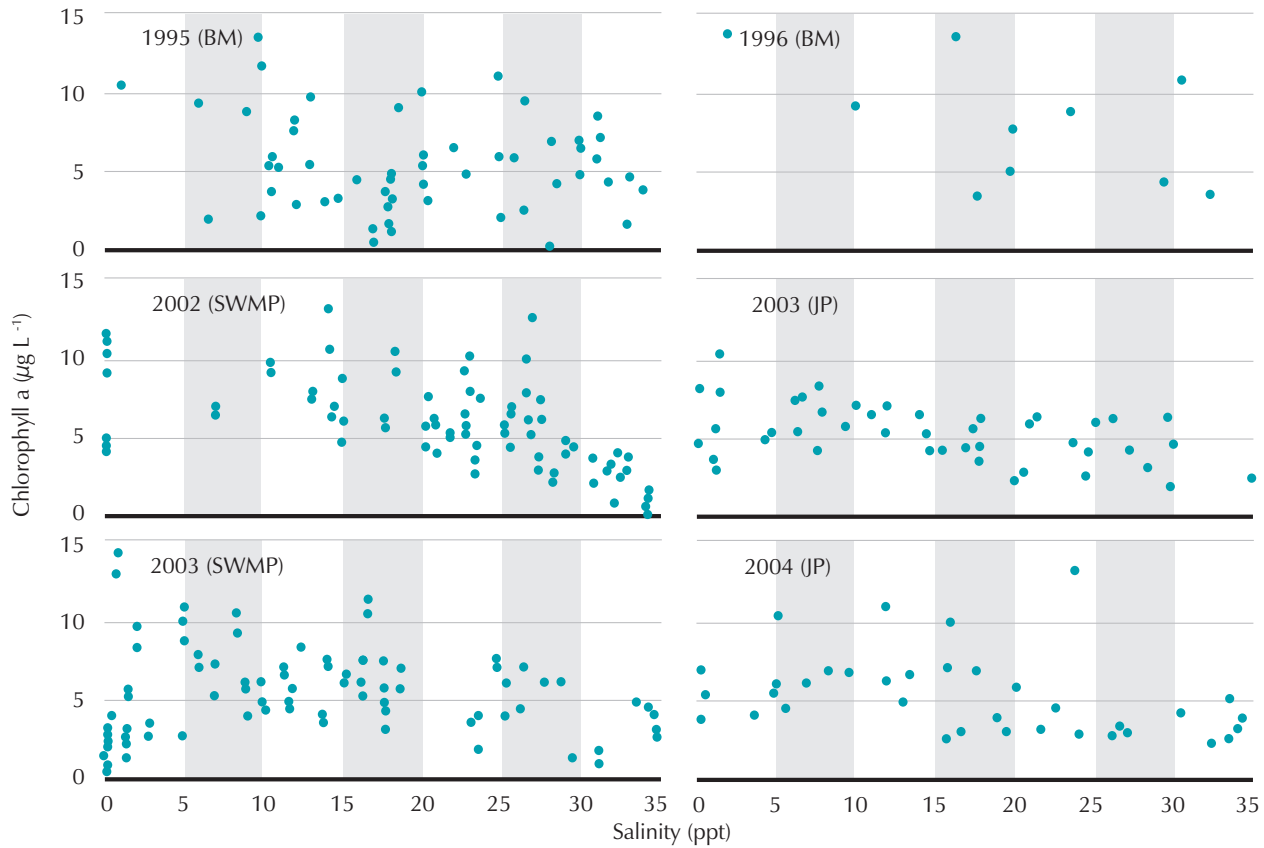 Chlorophyll a (µg L -1)
15
10
5
0
1995 (BM)
1996 (BM)
15
10
5
0
2002 (SWMP)
2003 (JP)
15
10
5
0
2003 (SWMP)
2004 (JP)
0 5 10 15 20 25 30 35
0 5 10 15 20 25 30 35
Salinity (ppt)